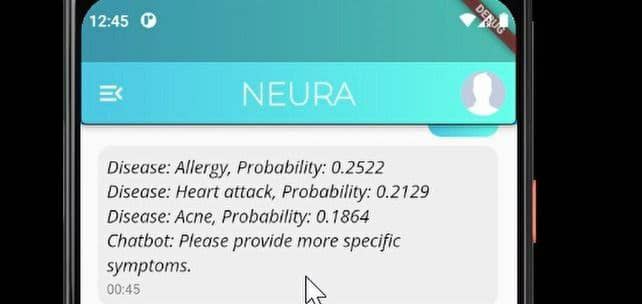 12:45
DEBUG
NEURA
Disease: Allergy, Probability: 0.2522
Disease: Heart attack, Probability: 0.2129
Disease: Acne, Probability: 0.1864
Chatbot: Please provide more specific
symptoms.
00:45